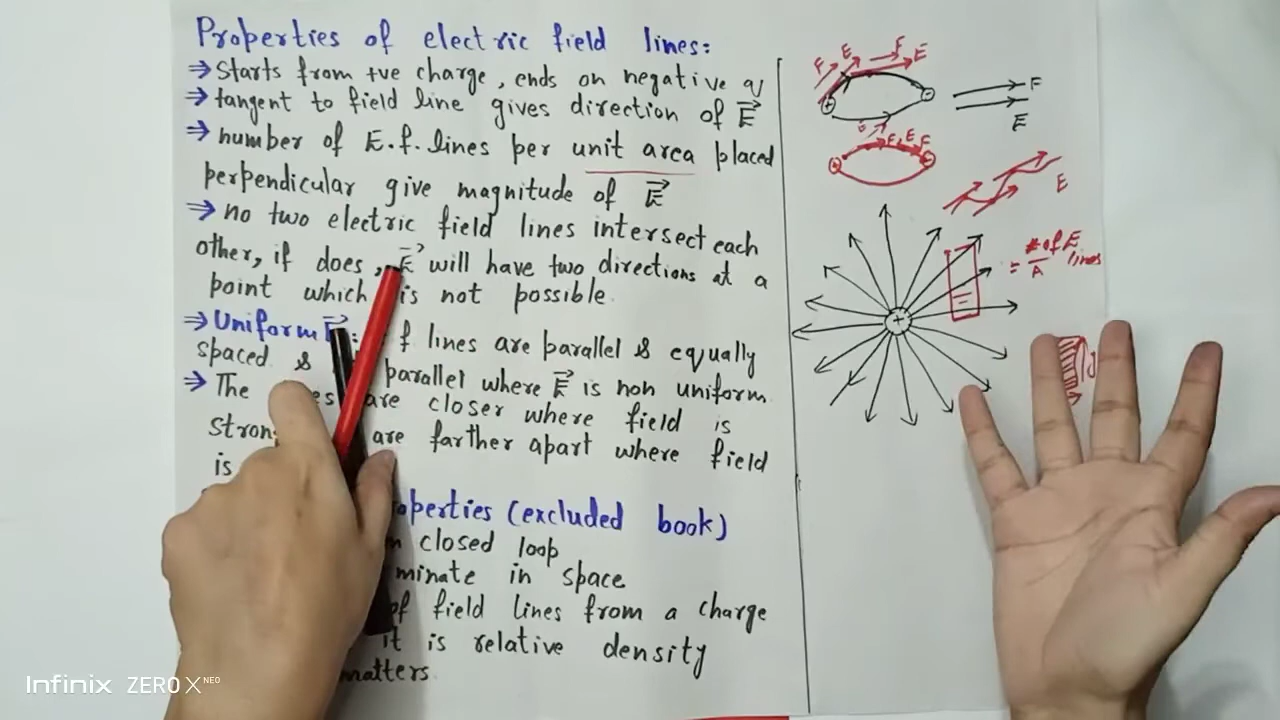 Properties of electric field lines:
⇒ Starts from +ve charge, ends on negative q
⇒ tangent to field line gives direction of E⃗
⇒ number of E.f. lines per unit area placed
perpendicular give magnitude of E⃗
⇒ no two electric field lines intersect each
other, if does, E⃗ will have two directions at a
point which is not possible.
⇒ Uniform E⃗: f lines are parallel & equally
spaced & parallel where E⃗ is non uniform.
⇒ The are closer where field is
are farther apart where field
is
(excluded book)
closed loop
in space
of field lines from a charge
it is relative density
matters.
F E F E
+ -
F
E
E E F
+ -
E
= # of E lines
A
+
Infinix ZERO X NEO